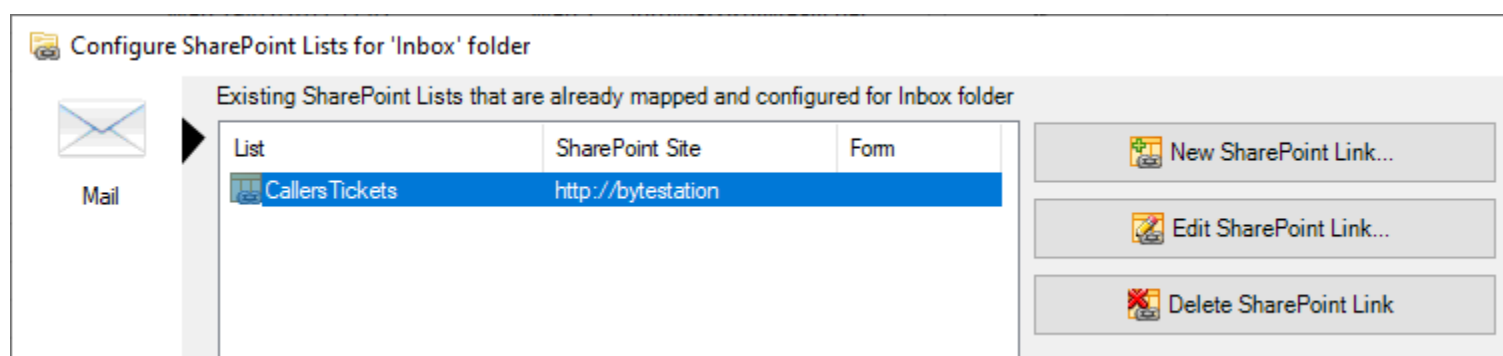 Configure SharePoint Lists for 'Inbox' folder
Existing SharePoint Lists that are already mapped and configured for Inbox folder
Mail
List SharePoint Site Form
CallersTickets http://bytestation
New SharePoint Link...
Edit SharePoint Link...
Delete SharePoint Link